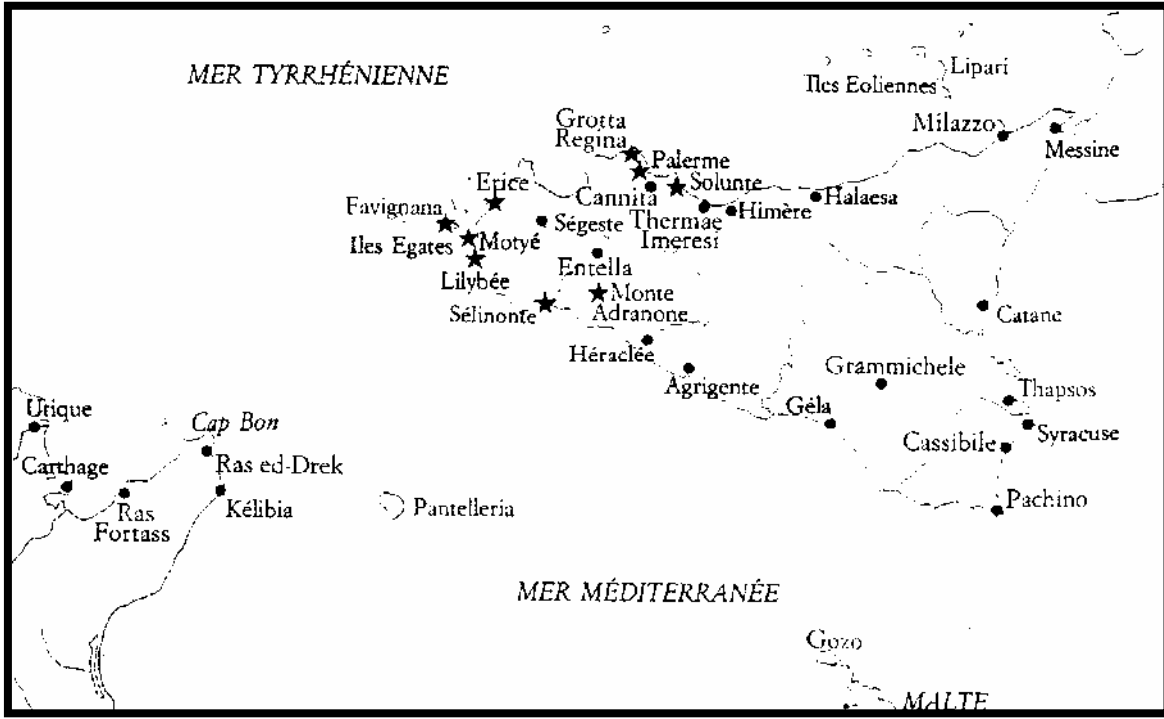 MER TYRRHÉNIENNE
Lipari
Iles Eoliennes
Milazzo
Messine
Grotta
Regina
Palerme
Solunte
Erice
Cannita
Halaesa
Favignana
Ségeste
Thermae
Imeresi
Himère
Iles Egates
Motyé
Entella
Lilybée
Monte
Adranone
Sélinonte
Catane
Héraclée
Agrigente
Grammichele
Thapsos
Utique
Cap Bon
Géla
Syracuse
Cassibile
Carthage
Ras ed-Drek
Kélibia
Pantelleria
Pachino
Ras
Fortass
MER MÉDITERRANÉE
Gozo
MALTE